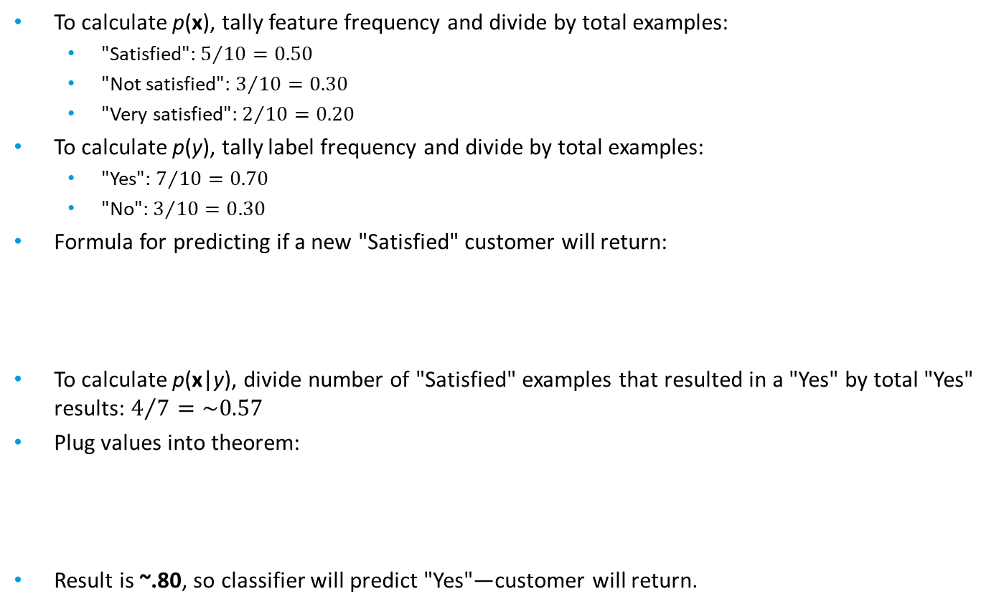 • To calculate p(x), tally feature frequency and divide by total examples:
• "Satisfied": 5/10 = 0.50
• "Not satisfied": 3/10 = 0.30
• "Very satisfied": 2/10 = 0.20
• To calculate p(y), tally label frequency and divide by total examples:
• "Yes": 7/10 = 0.70
• "No": 3/10 = 0.30
• Formula for predicting if a new "Satisfied" customer will return:
• To calculate p(x|y), divide number of "Satisfied" examples that resulted in a "Yes" by total "Yes"
results: 4/7 = ~0.57
• Plug values into theorem:
• Result is ~.80, so classifier will predict "Yes"—customer will return.